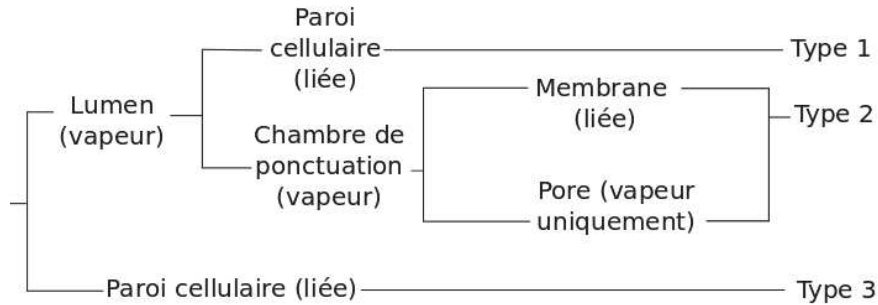 Paroi
cellulaire
(liée)
Type 1
Lumen
(vapeur)
Chambre de
ponctuation
(vapeur)
Membrane
(liée)
Type 2
Pore (vapeur
uniquement)
Paroi cellulaire (liée)
Type 3